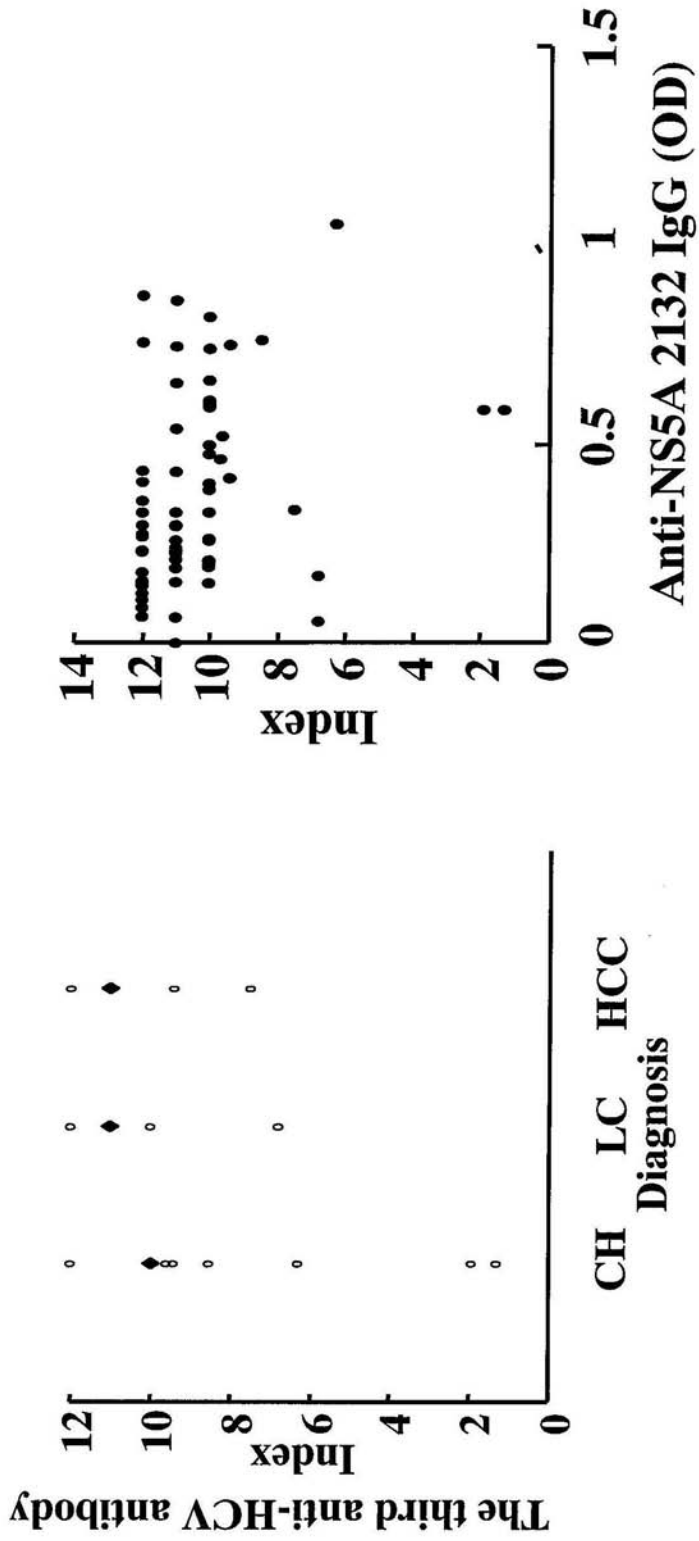 The third anti-HCV antibody
Index
12
10
8
6
4
2
0
CH LC HCC
Diagnosis
Index
14
12
10
8
6
4
2
0
0 0.5 1 1.5
Anti-NS5A 2132 IgG (OD)